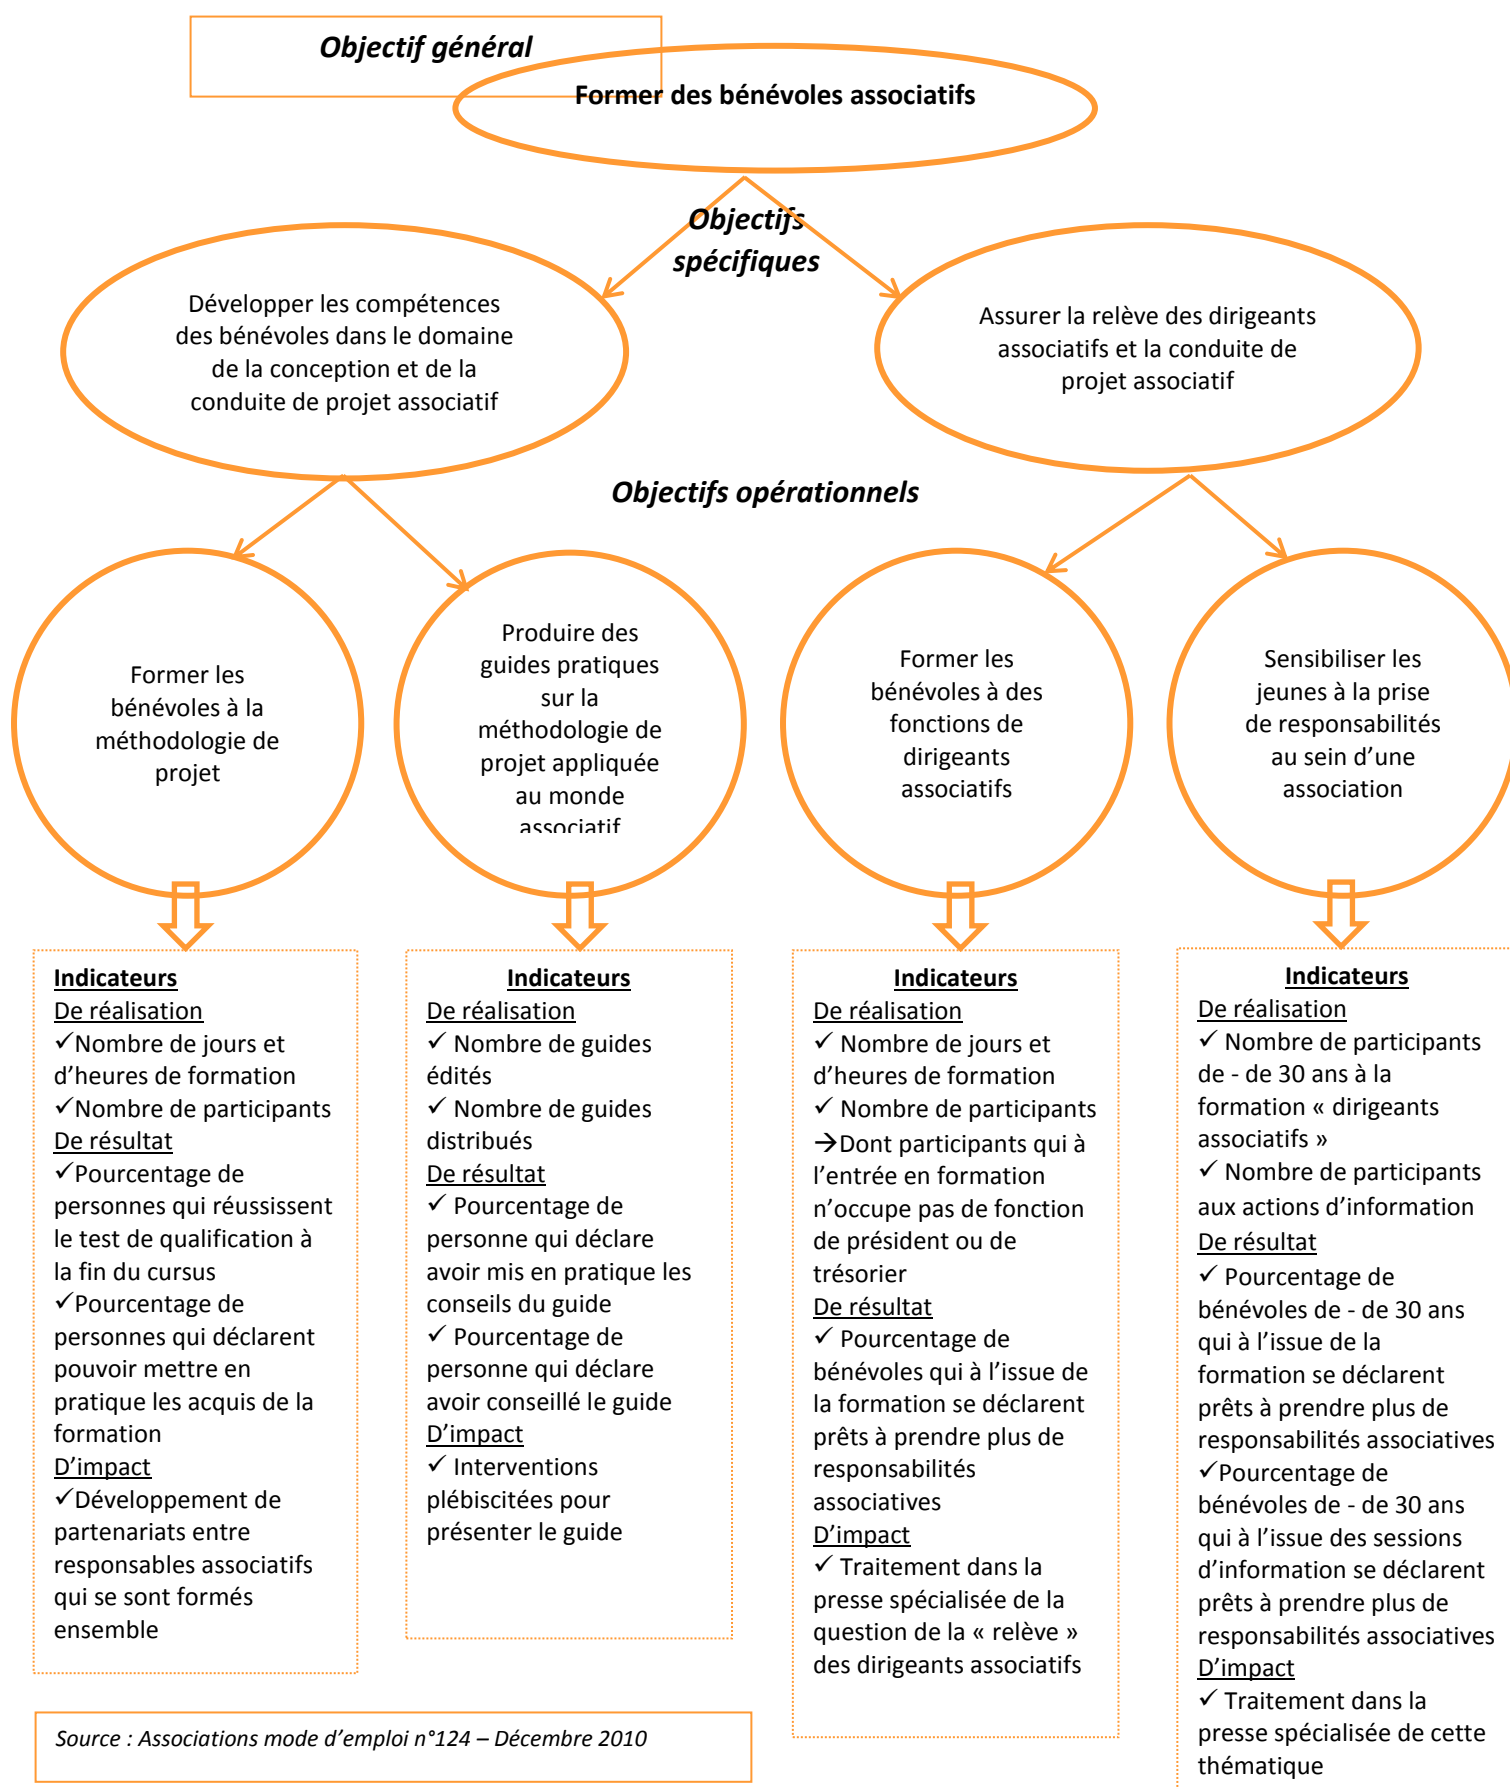 Objectif général
Former des bénévoles associatifs
Objectifs
spécifiques
Développer les compétences
des bénévoles dans le domaine
de la conception et de la
conduite de projet associatif
Assurer la relève des dirigeants
associatifs et la conduite de
projet associatif
Objectifs opérationnels
Former les
bénévoles à la
méthodologie de
projet
Produire des
guides pratiques
sur la
méthodologie de
projet appliquée
au monde
associatif
Former les
bénévoles à des
fonctions de
dirigeants
associatifs
Sensibiliser les
jeunes à la prise
de responsabilités
au sein d’une
association
Indicateurs
De réalisation
✓Nombre de jours et
d’heures de formation
✓Nombre de participants
De résultat
✓Pourcentage de
personnes qui réussissent
le test de qualification à
la fin du cursus
✓Pourcentage de
personnes qui déclarent
pouvoir mettre en
pratique les acquis de la
formation
D’impact
✓Développement de
partenariats entre
responsables associatifs
qui se sont formés
ensemble
Indicateurs
De réalisation
✓ Nombre de guides
édités
✓ Nombre de guides
distribués
De résultat
✓ Pourcentage de
personne qui déclare
avoir mis en pratique les
conseils du guide
✓ Pourcentage de
personne qui déclare
avoir conseillé le guide
D’impact
✓ Interventions
plébiscitées pour
présenter le guide
Indicateurs
De réalisation
✓ Nombre de jours et
d’heures de formation
✓ Nombre de participants
→Dont participants qui à
l’entrée en formation
n’occupe pas de fonction
de président ou de
trésorier
De résultat
✓ Pourcentage de
bénévoles qui à l’issue de
la formation se déclarent
prêts à prendre plus de
responsabilités
associatives
D’impact
✓ Traitement dans la
presse spécialisée de la
question de la « relève »
des dirigeants associatifs
Indicateurs
De réalisation
✓ Nombre de participants
de - de 30 ans à la
formation « dirigeants
associatifs »
✓ Nombre de participants
aux actions d’information
De résultat
✓ Pourcentage de
bénévoles de - de 30 ans
qui à l’issue de la
formation se déclarent
prêts à prendre plus de
responsabilités associatives
✓Pourcentage de
bénévoles de - de 30 ans
qui à l’issue des sessions
d’information se déclarent
prêts à prendre plus de
responsabilités associatives
D’impact
✓ Traitement dans la
presse spécialisée de cette
thématique
Source : Associations mode d’emploi n°124 – Décembre 2010